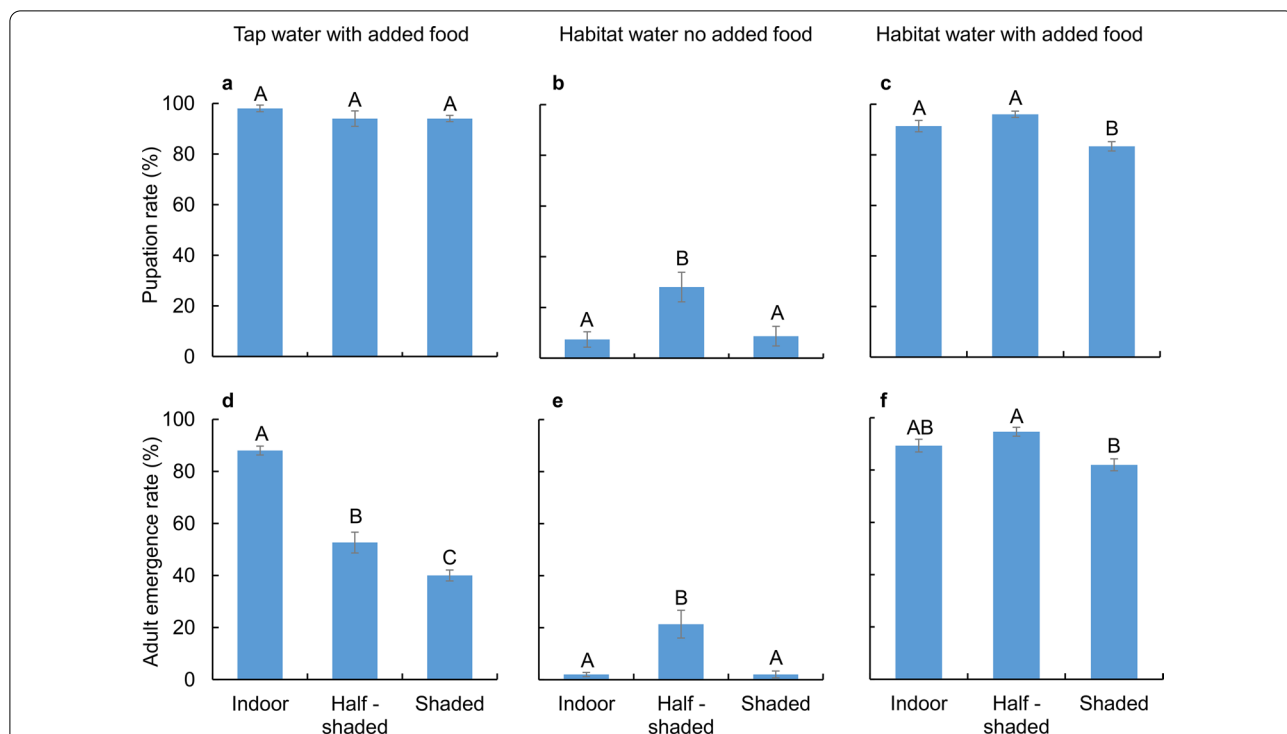 Tap water with added food
Habitat water no added food
Habitat water with added food
a
b
c
Pupation rate (%)
100
80
60
40
20
0
A
A
A
A
B
A
A
A
B
d
e
f
Adult emergence rate (%)
100
80
60
40
20
0
A
B
C
A
B
A
AB
A
B
Indoor
Half -
shaded
Shaded
Indoor
Half -
shaded
Shaded
Indoor
Half -
shaded
Shaded